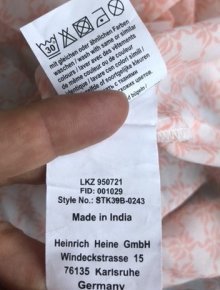 30
mit gleichen oder ähnlichen Farben
waschen / wash with same or similar
colours / laver avec des vêtements
de même couleur ou de couleur
LKZ 950721
FID: 001029
Style No.: STK39B-0243
Made in India
Heinrich Heine GmbH
Windeckstrasse 15
76135 Karlsruhe
Germany